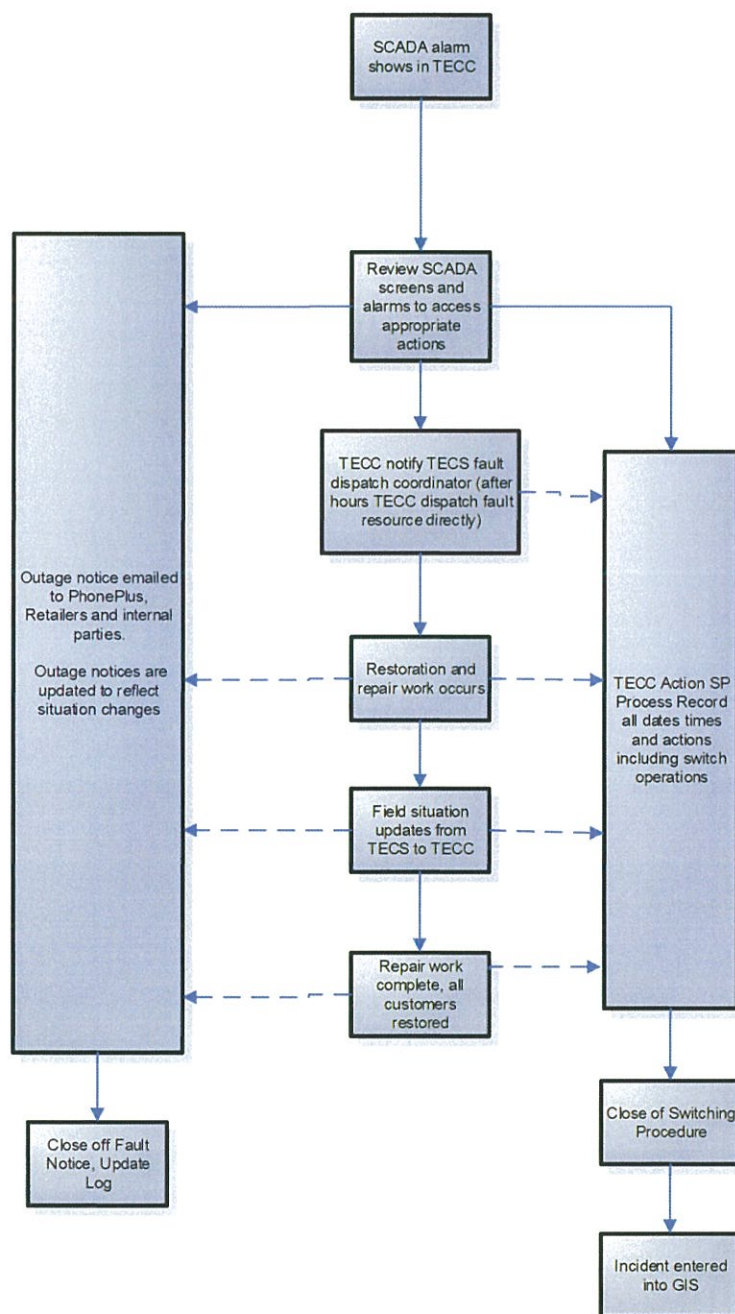 SCADA alarm
shows in TECC
Review SCADA
screens and
alarms to access
appropriate
actions
TECC notify TECS fault
dispatch coordinator (after
hours TECC dispatch fault
resource directly)
Outage notice emailed
to PhonePlus,
Retailers and internal
parties.
Outage notices are
updated to reflect
situation changes
Restoration and
repair work occurs
TECC Action SP
Process Record
all dates times
and actions
including switch
operations
Field situation
updates from
TECS to TECC
Repair work
complete, all
customers
restored
Close off Fault
Notice, Update
Log
Close of Switching
Procedure
Incident entered
into GIS